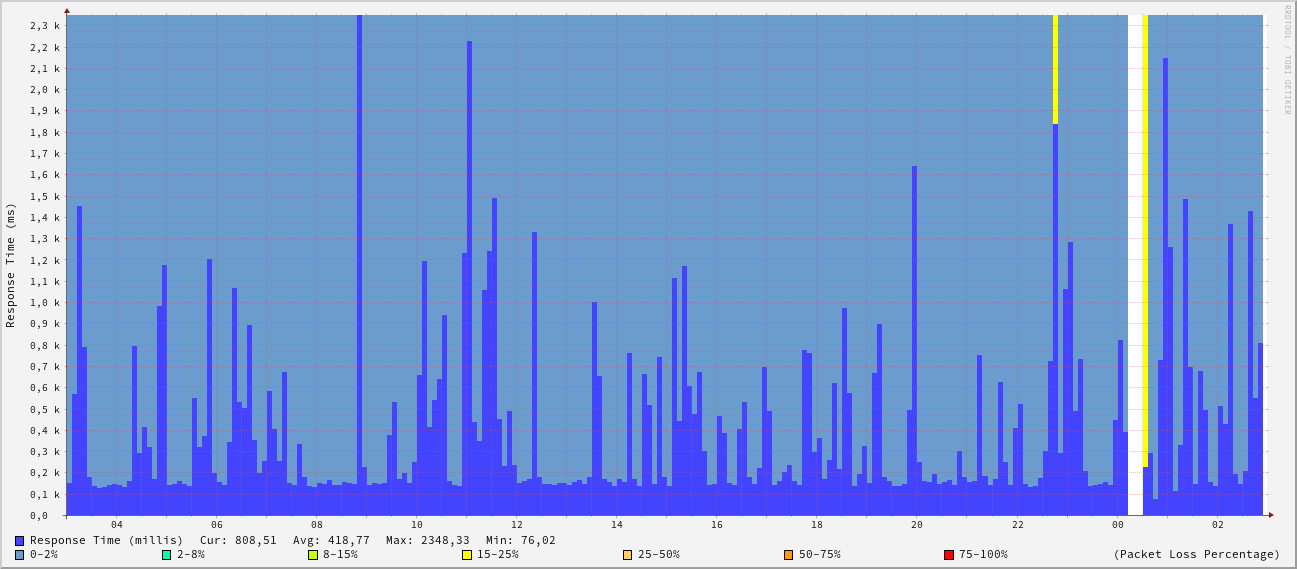 RRDTOOL / TOBI OETIKER
Response Time (ms)
2,3 k
2,2 k
2,1 k
2,0 k
1,9 k
1,8 k
1,7 k
1,6 k
1,5 k
1,4 k
1,3 k
1,2 k
1,1 k
1,0 k
0,9 k
0,8 k
0,7 k
0,6 k
0,5 k
0,4 k
0,3 k
0,2 k
0,1 k
0,0
04 06 08 10 12 14 16 18 20 22 00 02
Response Time (millis) Cur: 808,51 Avg: 418,77 Max: 2348,33 Min: 76,02
0-2% 2-8% 8-15% 15-25% 25-50% 50-75% 75-100% (Packet Loss Percentage)